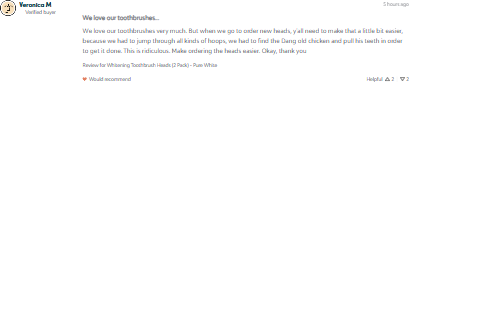 Veronica M
5 hours ago
Verified Buyer
We love our toothbrushes...
We love our toothbrushes very much. But when we go to order new heads, y'all need to make that a little bit easier,
because we had to jump through all kinds of hoops, we had to find the Dang old chicken and pull his teeth in order
to get it done. This is ridiculous. Make ordering the heads easier. Okay, thank you
Review for Whitening Toothbrush Heads (2 Pack) - Pure White
Would recommend
Helpful 2 2